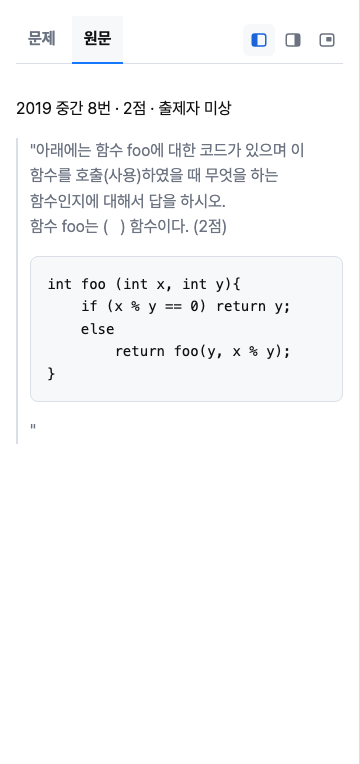 문제 원문
2019 중간 8번 · 2점 · 출제자 미상
"아래에는 함수 foo에 대한 코드가 있으며 이
함수를 호출(사용)하였을 때 무엇을 하는
함수인지에 대해서 답을 하시오.
함수 foo는 (   ) 함수이다. (2점)
int foo (int x, int y){
    if (x % y == 0) return y;
    else
        return foo(y, x % y);
}
"